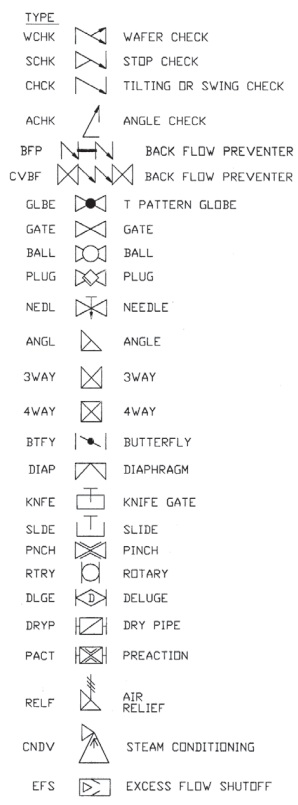 TYPE
WCHK WAFER CHECK
SCHK STOP CHECK
CHCK TILTING OR SWING CHECK
ACHK ANGLE CHECK
BFP BACK FLOW PREVENTER
CVBF BACK FLOW PREVENTER
GLBE T PATTERN GLOBE
GATE GATE
BALL BALL
PLUG PLUG
NEDL NEEDLE
ANGL ANGLE
3WAY 3WAY
4WAY 4WAY
BTFY BUTTERFLY
DIAP DIAPHRAGM
KNFE KNIFE GATE
SLDE SLIDE
PNCH PINCH
RTRY ROTARY
DLGE D DELUGE
DRYP DRY PIPE
PACT PREACTION
RELF AIR
RELIEF
CNDV STEAM CONDITIONING
EFS EXCESS FLOW SHUTOFF